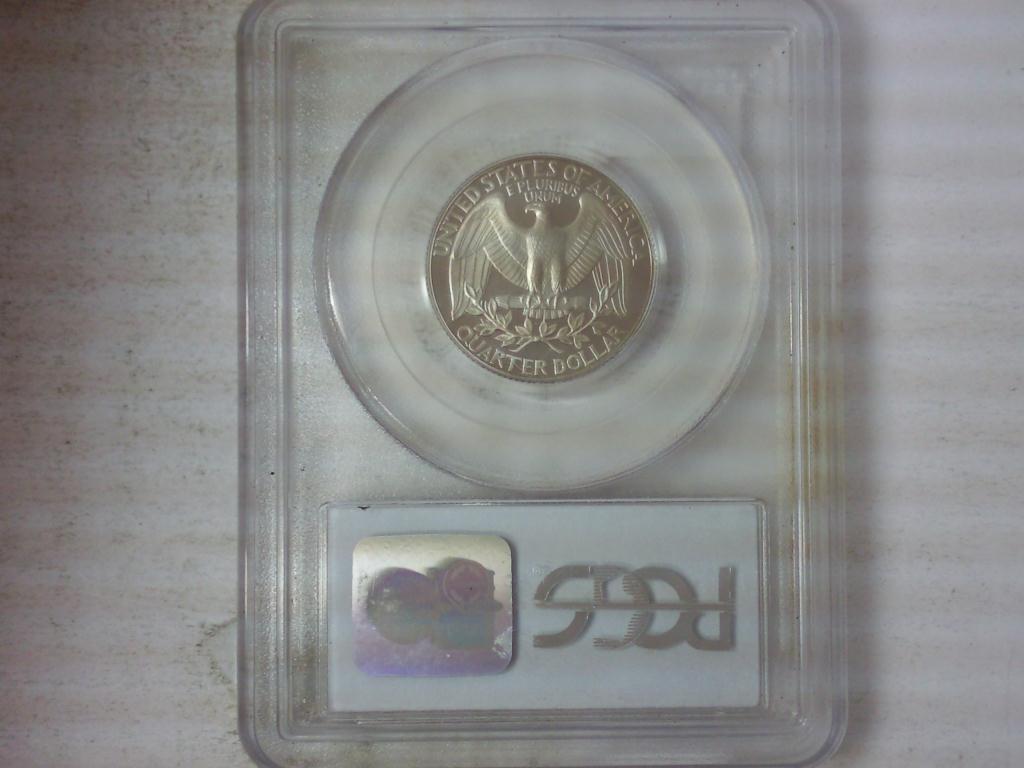 UNITED STATES OF AMERICA
E PLURIBUS
UNUM
QUARTER DOLLAR
PCGS